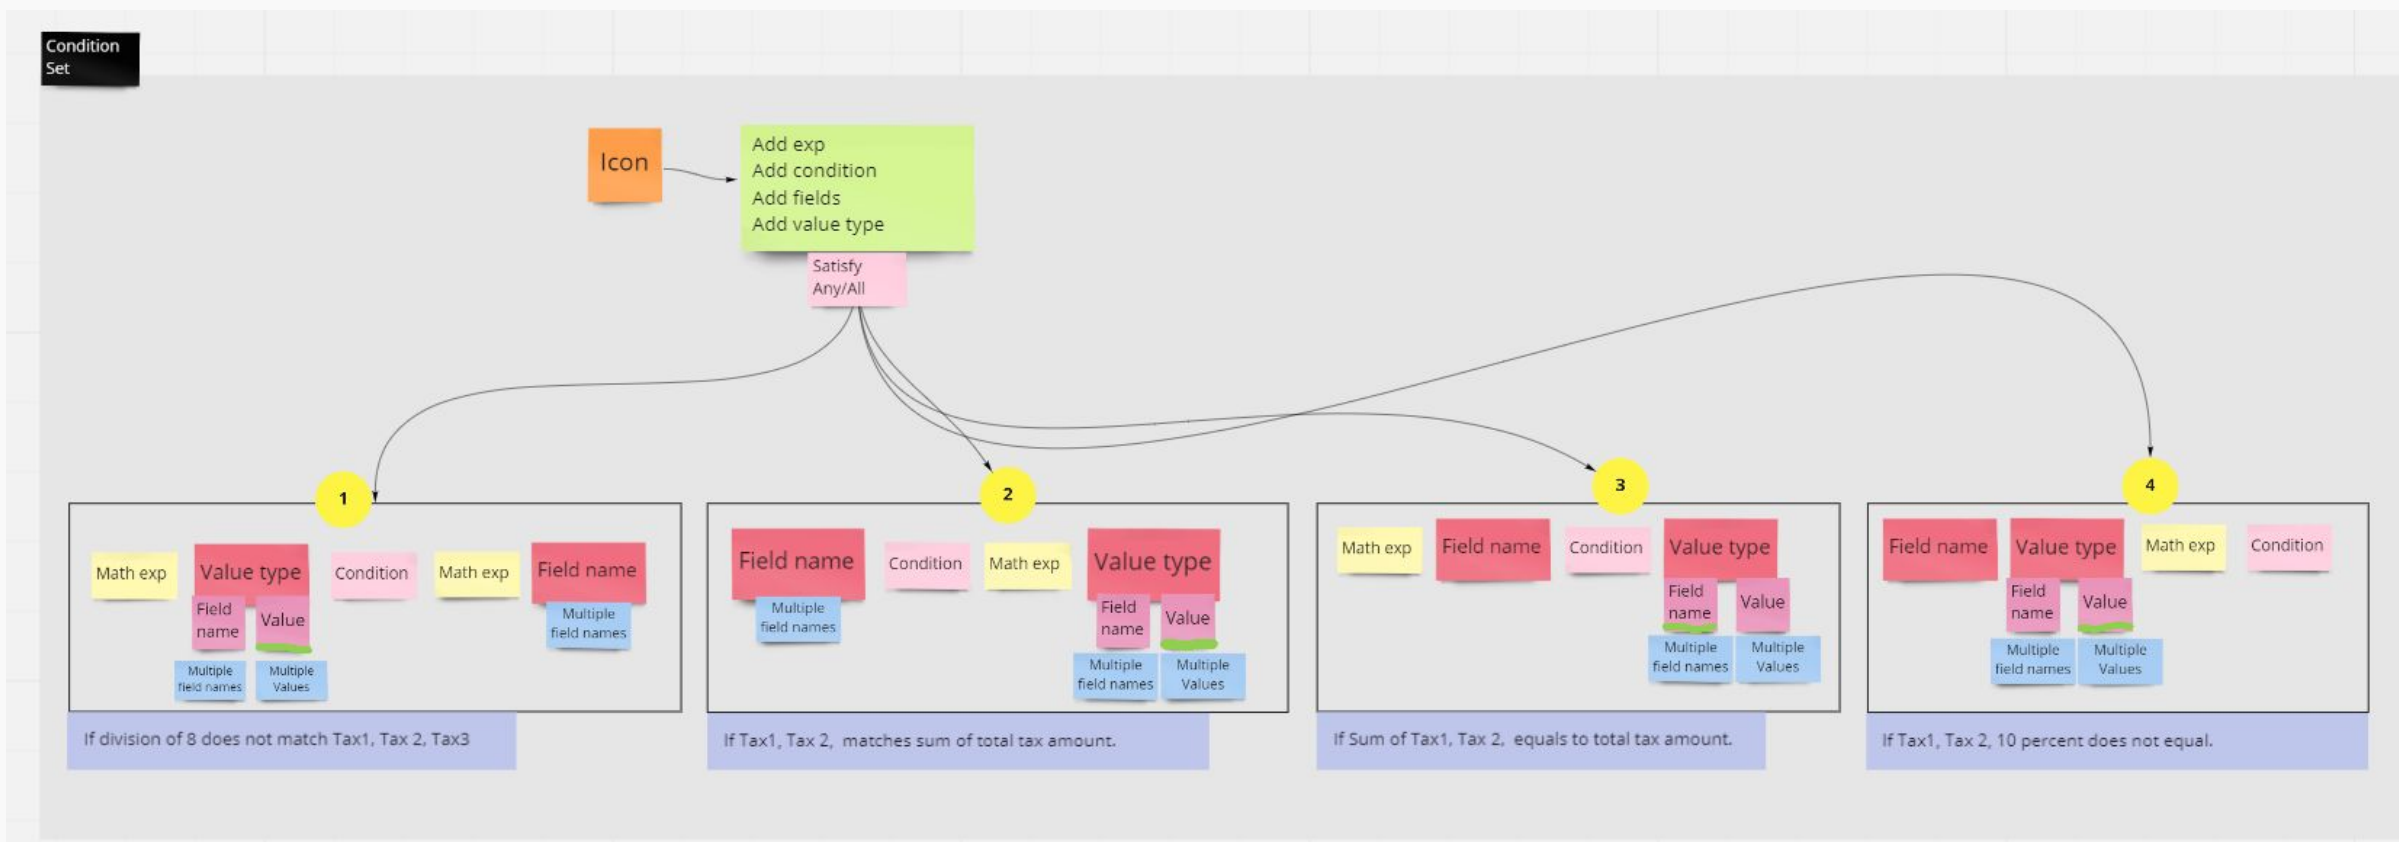 Condition
Set
Icon
Add exp
Add condition
Add fields
Add value type
Satisfy
Any/All
1
Math exp
Value type
Field
name
Value
Multiple
field names
Multiple
Values
Condition
Math exp
Field name
Multiple
field names
If division of 8 does not match Tax1, Tax 2, Tax3
2
Field name
Multiple
field names
Condition
Math exp
Value type
Field
name
Value
Multiple
field names
Multiple
Values
If Tax1, Tax 2, matches sum of total tax amount.
3
Math exp
Field name
Condition
Value type
Field
name
Value
Multiple
field names
Multiple
Values
If Sum of Tax1, Tax 2, equals to total tax amount.
4
Field name
Value type
Field
name
Value
Multiple
field names
Multiple
Values
Math exp
Condition
If Tax1, Tax 2, 10 percent does not equal.